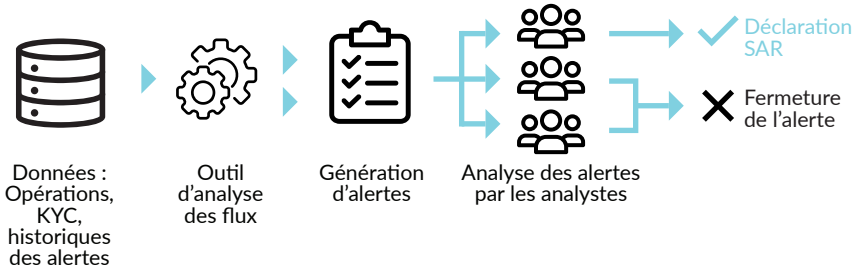 Déclaration
SAR
Fermeture
de l'alerte
Données :
Opérations,
KYC,
historiques
des alertes
Outil
d'analyse
des flux
Génération
d'alertes
Analyse des alertes
par les analystes